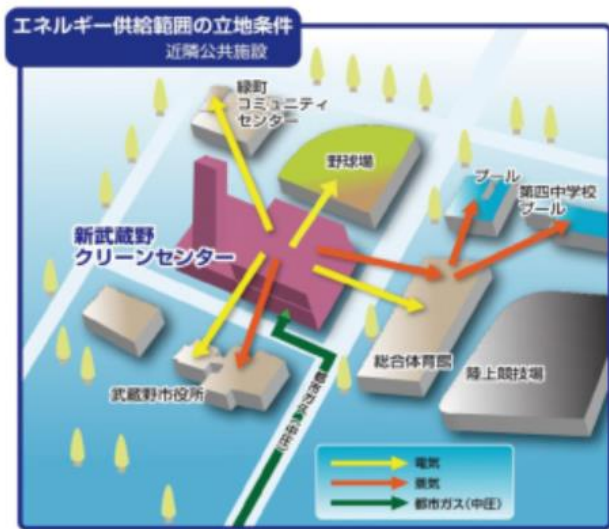 エネルギー供給範囲の立地条件
近隣公共施設
緑町
コミュニティ
センター
野球場
プール
第四中学校
プール
新武蔵野
クリーンセンター
総合体育館
陸上競技場
武蔵野市役所
都市ガス(中圧)
電気
蒸気
都市ガス(中圧)